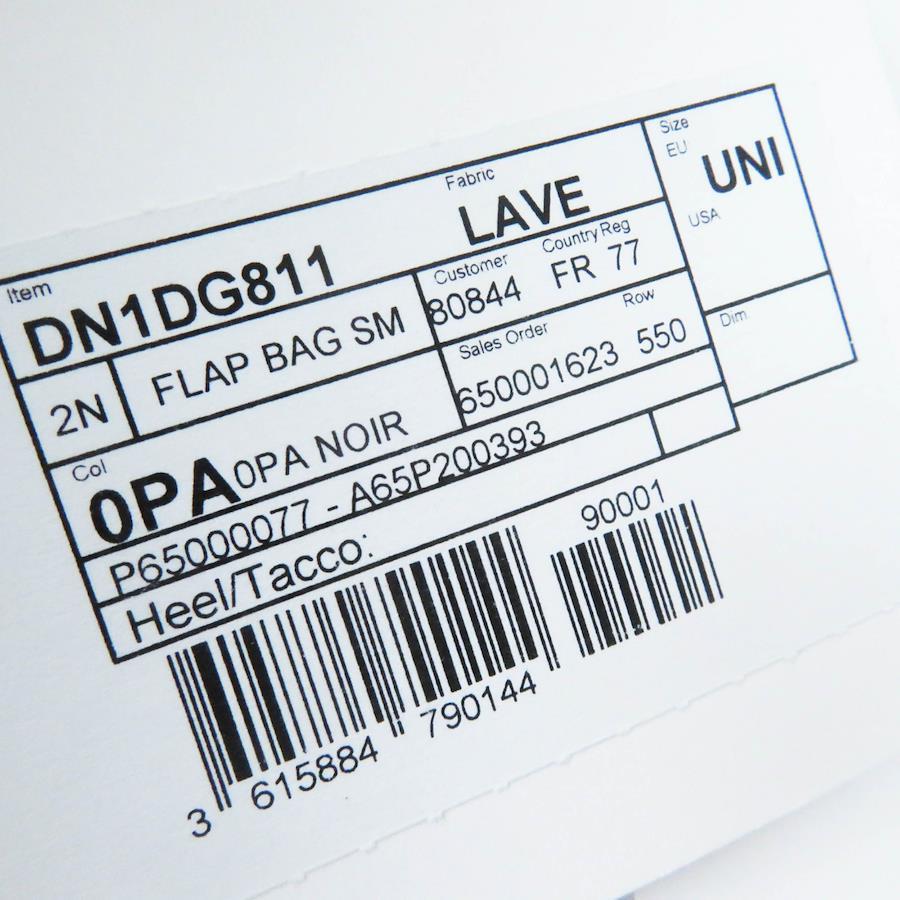 Item
DN1DG811
Fabric
LAVE
Size
EU
UNI
USA
2N
FLAP BAG SM
Customer
80844
Country Reg
FR 77
Sales Order
650001623
Row
550
Dim
Col
0PA 0PA NOIR
P65000077 - A65P200393
Heel/Tacco:
90001
3 615884 790144